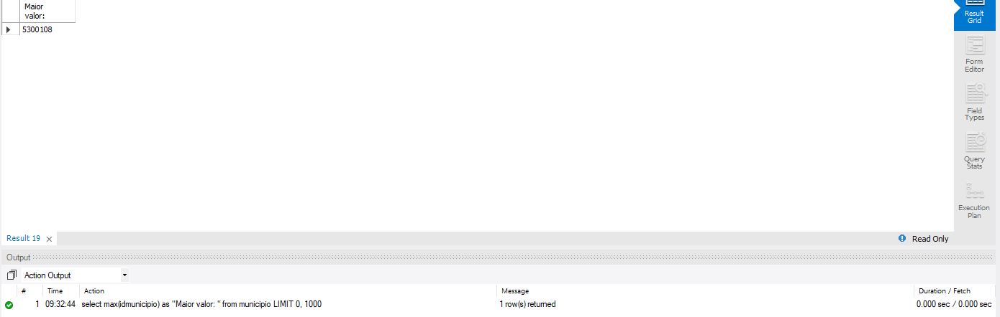 Maior
valor:
5300108
Result
Grid
Form
Editor
Field
Types
Query
Stats
Execution
Plan
Result 19
Read Only
Output
Action Output
# Time Action Message Duration / Fetch
1 09:32:44 select max(idmunicipio) as "Maior valor: " from municipio LIMIT 0, 1000 1 row(s) returned 0.000 sec / 0.000 sec